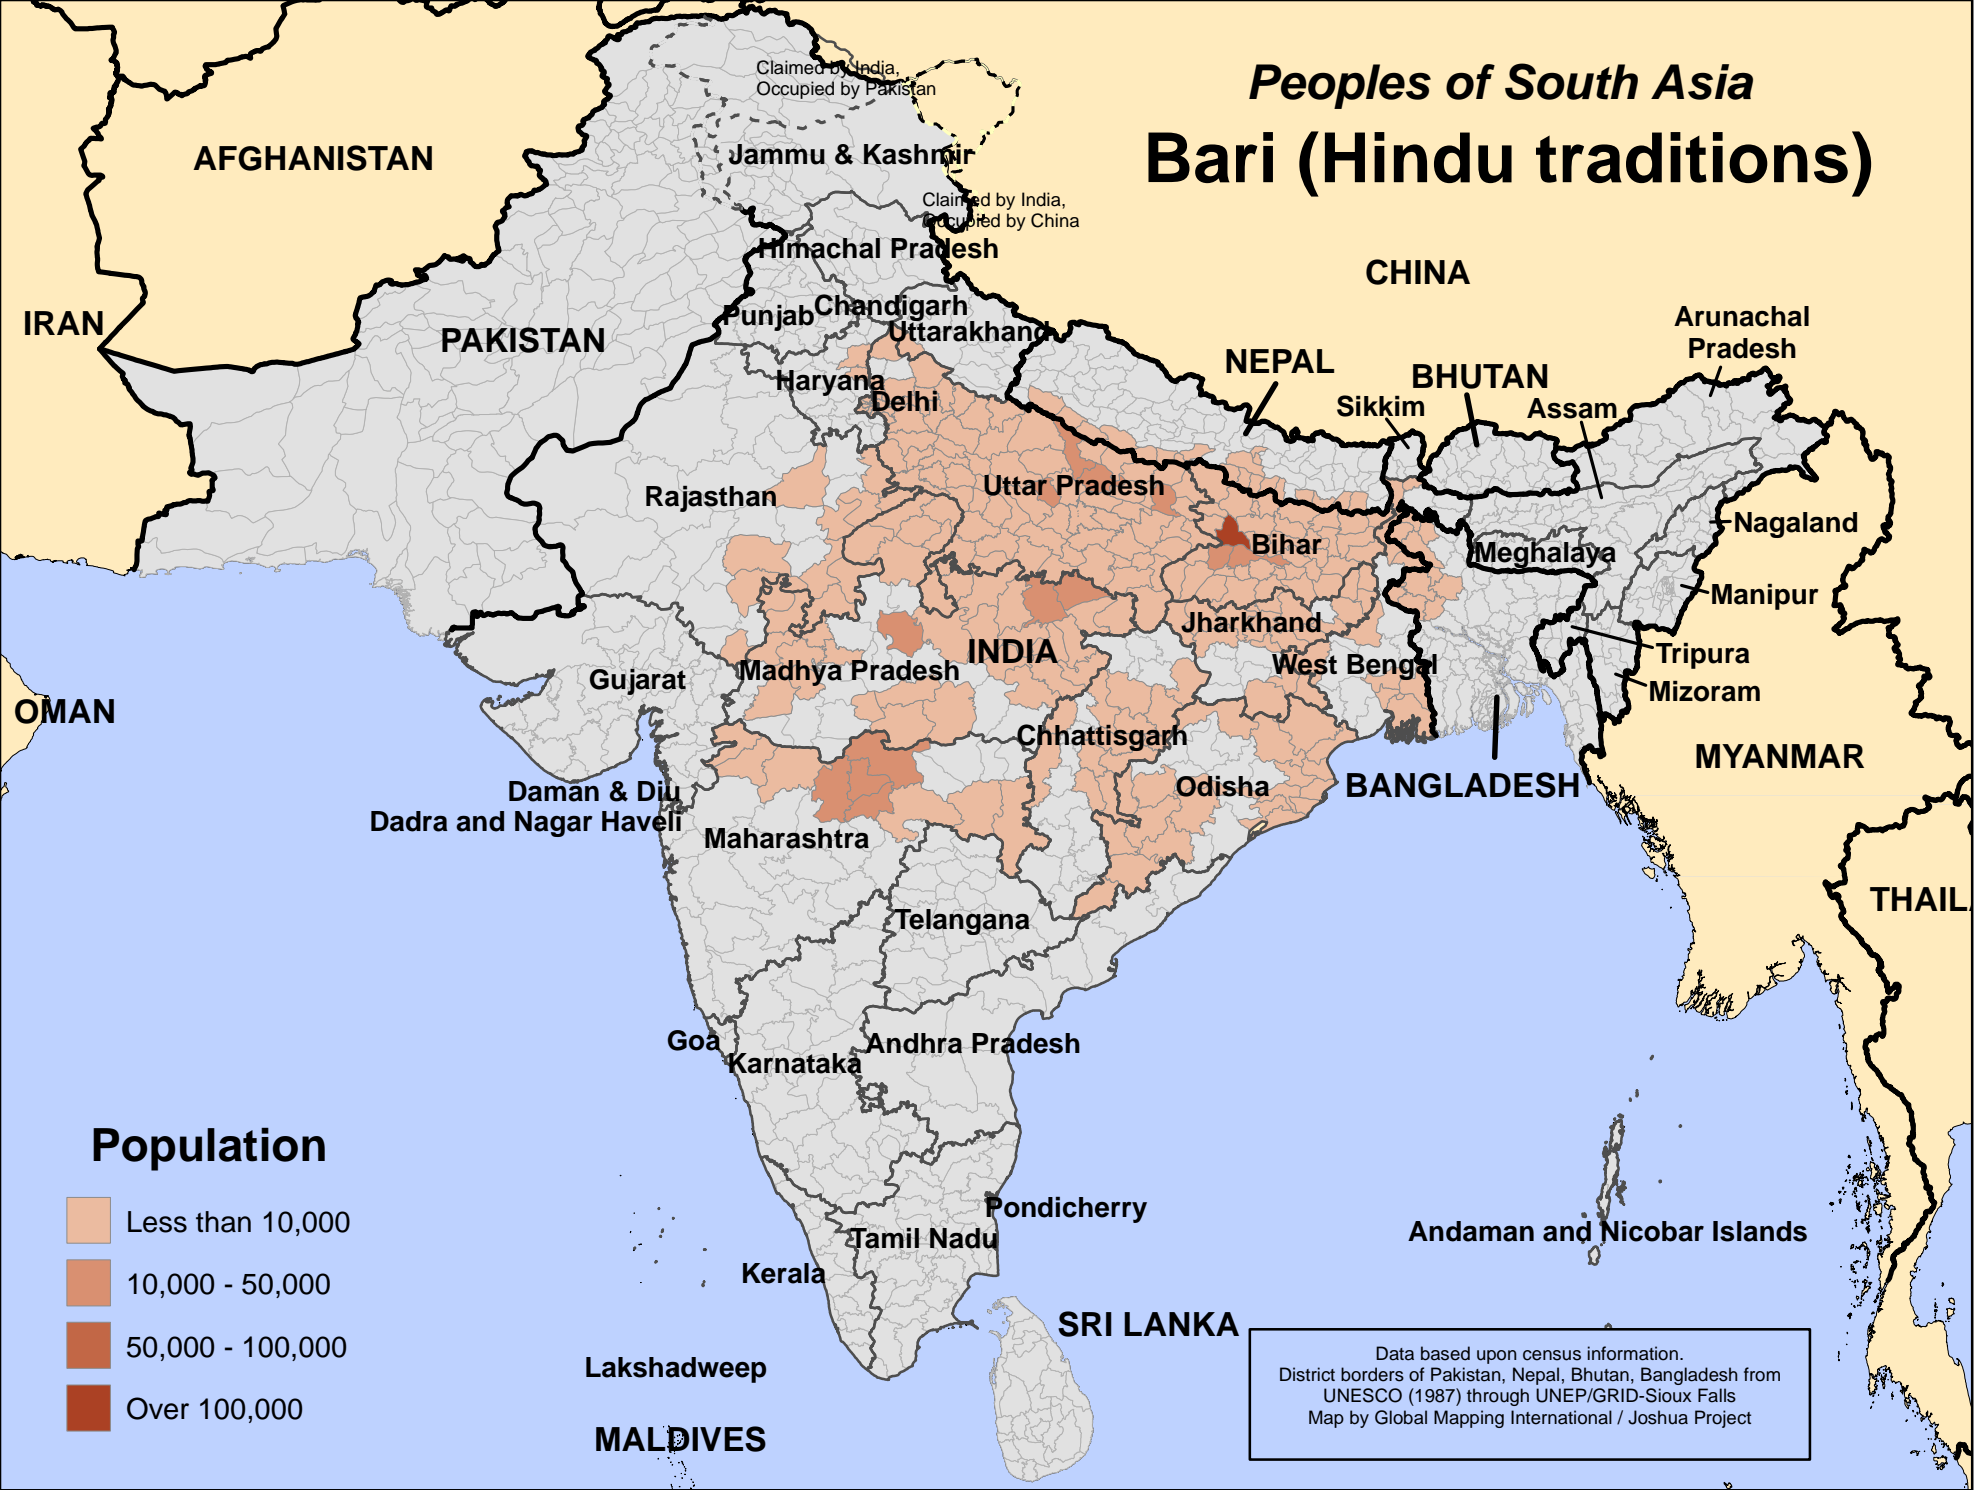 Peoples of South Asia
Bari (Hindu traditions)
Claimed by India,
Occupied by Pakistan
AFGHANISTAN
Jammu & Kashmir
Claimed by India,
Occupied by China
Himachal Pradesh
CHINA
IRAN
PAKISTAN
Punjab
Chandigarh
Uttarakhand
Arunachal
Pradesh
NEPAL
BHUTAN
Haryana
Delhi
Sikkim
Assam
Rajasthan
Uttar Pradesh
Nagaland
Bihar
Meghalaya
Manipur
Jharkhand
INDIA
Tripura
West Bengal
Madhya Pradesh
Gujarat
Mizoram
OMAN
Chhattisgarh
MYANMAR
Odisha
BANGLADESH
Daman & Diu
Dadra and Nagar Haveli
Maharashtra
THAIL
Telangana
Goa
Andhra Pradesh
Karnataka
Population
Less than 10,000
10,000 - 50,000
50,000 - 100,000
Over 100,000
Pondicherry
Tamil Nadu
Andaman and Nicobar Islands
Kerala
SRI LANKA
Lakshadweep
MALDIVES
Data based upon census information.
District borders of Pakistan, Nepal, Bhutan, Bangladesh from
UNESCO (1987) through UNEP/GRID-Sioux Falls
Map by Global Mapping International / Joshua Project